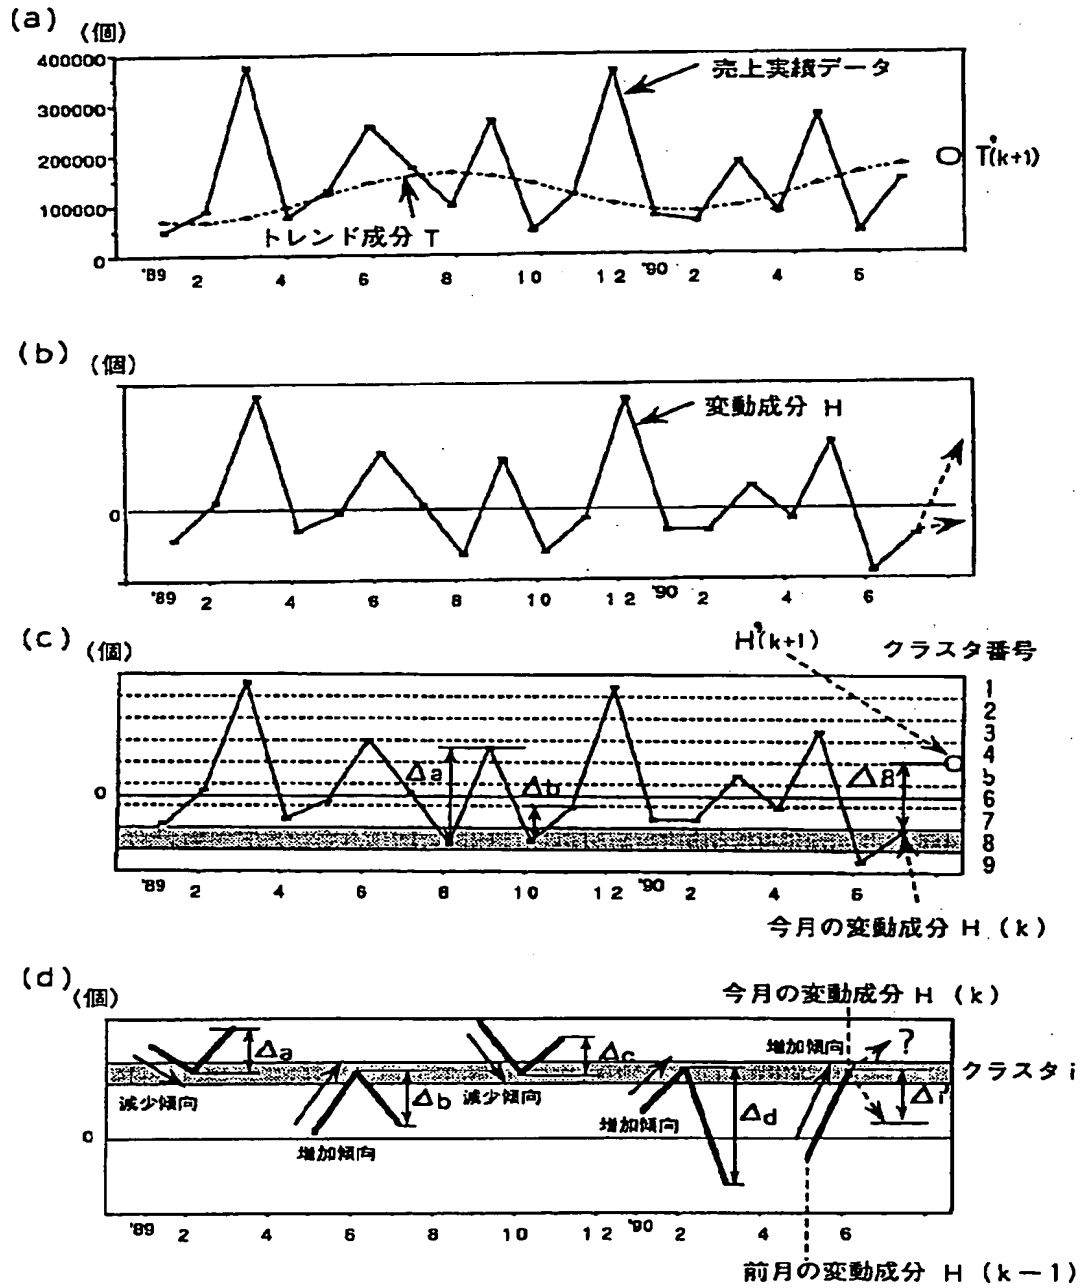 (a)
(個)
400000
300000
200000
100000
0
売上実績データ
T'(k+1)
トレンド成分 T
'89 2 4 6 8 10 12 '90 2 4 6
(b)
(個)
変動成分 H
0
'89 2 4 6 8 10 12 '90 2 4 6
(c)
(個)
H'(k+1)
クラスタ番号
1
2
3
4
5
6
7
8
9
Δa
Δb
Δ8
0
'89 2 4 6 8 10 12 '90 2 4 6
今月の変動成分 H (k)
(d)
(個)
今月の変動成分 H (k)
Δa
Δc
増加傾向
?
クラスタ i
減少傾向
Δb
減少傾向
増加傾向
Δd
Δi'
0
増加傾向
'89 2 4 6 8 10 12 '90 2 4 6
前月の変動成分 H (k-1)